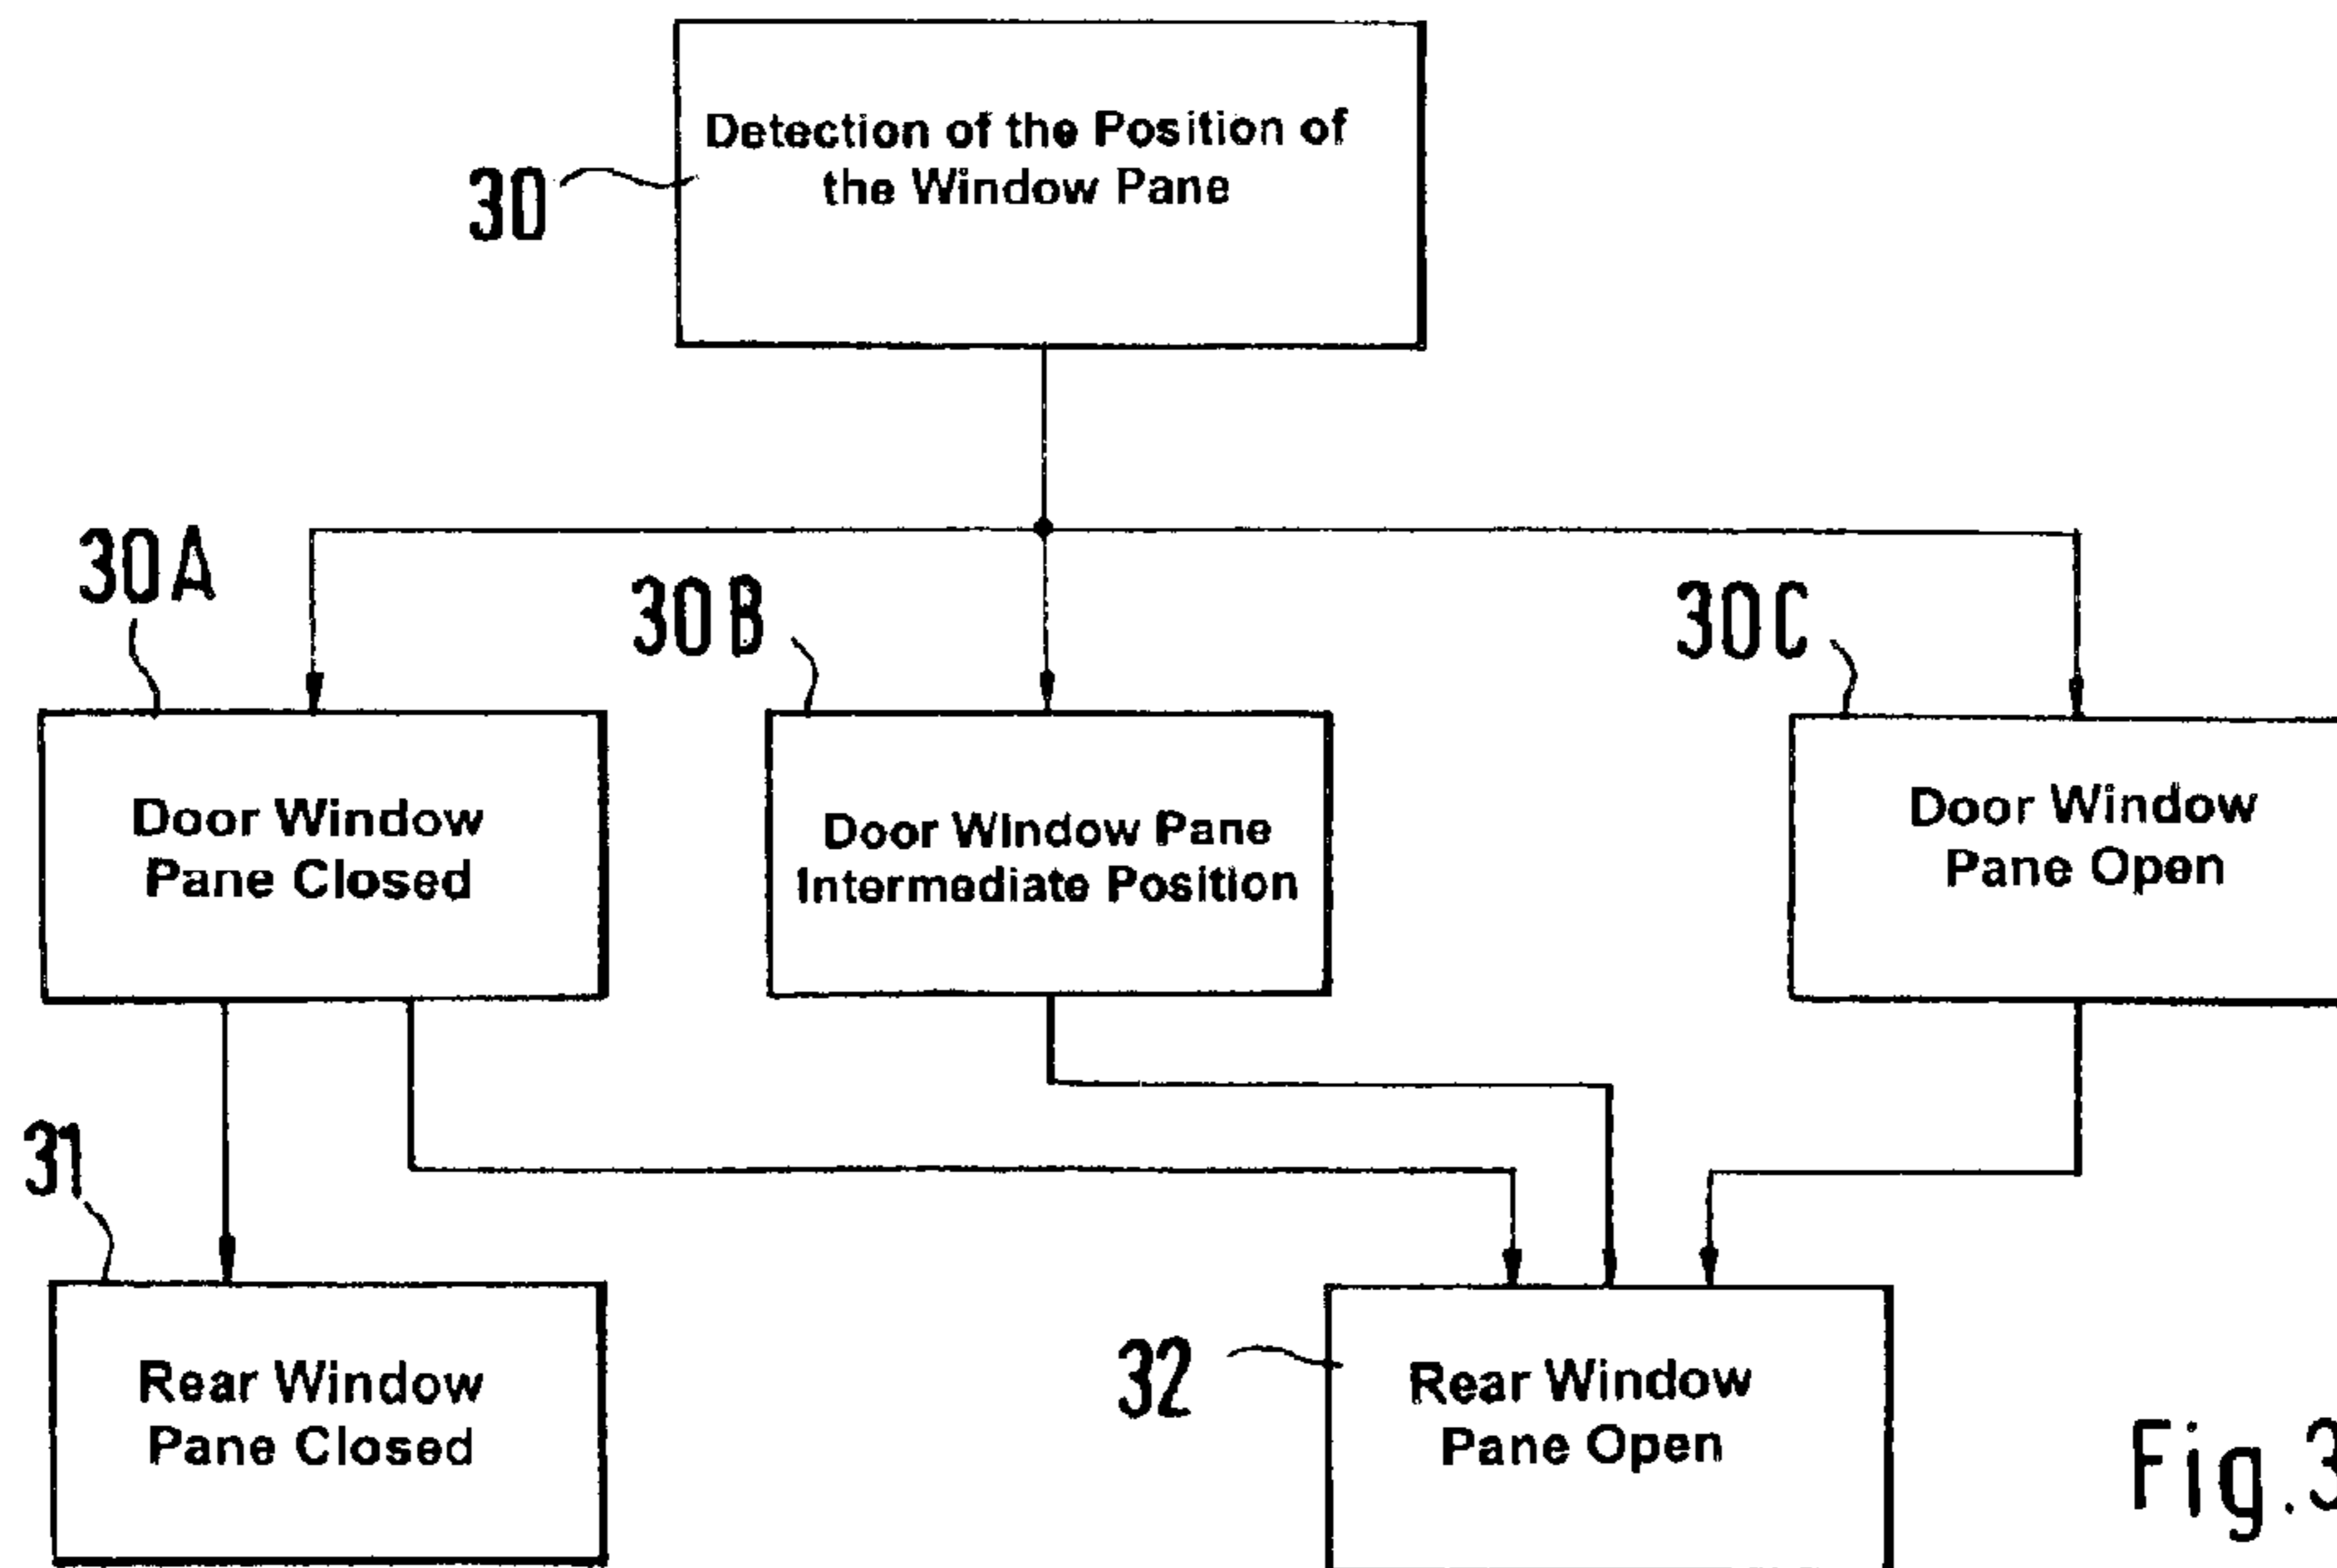 Detection of the Position of
the Window Pane
30
30A
30B
30C
Door Window
Pane Closed
Door Window Pane
Intermediate Position
Door Window
Pane Open
31
32
Rear Window
Pane Closed
Rear Window
Pane Open
Fig.3